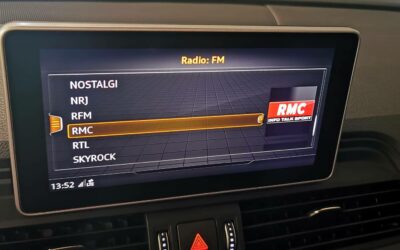 Radio: FM
NOSTALGI
NRJ
RFM
RMC
RTL
SKYROCK
RMC
INFO TALK SPORT
13:52